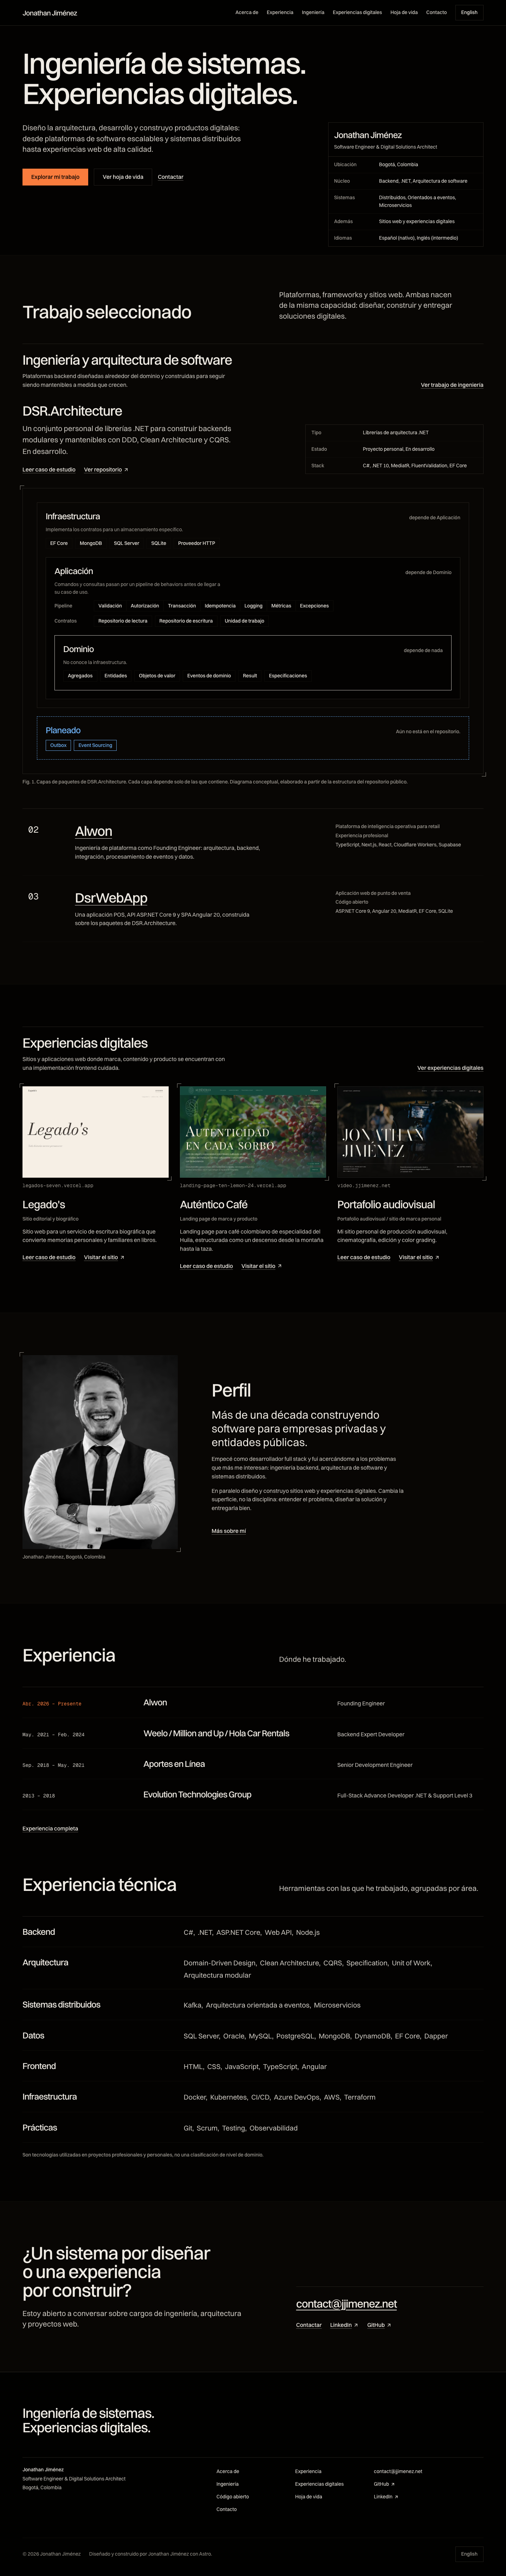 Jonathan Jiménez
Acerca de Experiencia Ingeniería Experiencias digitales Hoja de vida Contacto English
Ingeniería de sistemas.
Experiencias digitales.
Diseño la arquitectura, desarrollo y construyo productos digitales:
desde plataformas de software escalables y sistemas distribuidos
hasta experiencias web de alta calidad.
Explorar mi trabajo Ver hoja de vida Contactar
Jonathan Jiménez
Software Engineer & Digital Solutions Architect
Ubicación Bogotá, Colombia
Núcleo Backend, .NET, Arquitectura de software
Sistemas Distribuidos, Orientados a eventos,
Microservicios
Además Sitios web y experiencias digitales
Idiomas Español (nativo), Inglés (intermedio)
Trabajo seleccionado
Plataformas, frameworks y sitios web. Ambas nacen
de la misma capacidad: diseñar, construir y entregar
soluciones digitales.
Ingeniería y arquitectura de software
Plataformas backend diseñadas alrededor del dominio y construidas para seguir
siendo mantenibles a medida que crecen.
Ver trabajo de ingeniería
DSR.Architecture
Un conjunto personal de librerías .NET para construir backends
modulares y mantenibles con DDD, Clean Architecture y CQRS.
En desarrollo.
Leer caso de estudio Ver repositorio ↗
Tipo Librerías de arquitectura .NET
Estado Proyecto personal, En desarrollo
Stack C#, .NET 10, MediatR, FluentValidation, EF Core
Infraestructura
depende de Aplicación
Implementa los contratos para un almacenamiento específico.
EF Core MongoDB SQL Server SQLite Proveedor HTTP
Aplicación
depende de Dominio
Comandos y consultas pasan por un pipeline de behaviors antes de llegar a
su caso de uso.
Pipeline Validación Autorización Transacción Idempotencia Logging Métricas Excepciones
Contratos Repositorio de lectura Repositorio de escritura Unidad de trabajo
Dominio
depende de nada
No conoce la infraestructura.
Agregados Entidades Objetos de valor Eventos de dominio Result Especificaciones
Planeado
Aún no está en el repositorio.
Outbox Event Sourcing
Fig. 1. Capas de paquetes de DSR.Architecture. Cada capa depende solo de las que contiene. Diagrama conceptual, elaborado a partir de la estructura del repositorio público.
02
Alwon
Ingeniería de plataforma como Founding Engineer: arquitectura, backend,
integración, procesamiento de eventos y datos.
Plataforma de inteligencia operativa para retail
Experiencia profesional
TypeScript, Next.js, React, Cloudflare Workers, Supabase
03
DsrWebApp
Una aplicación POS, API ASP.NET Core 9 y SPA Angular 20, construida
sobre los paquetes de DSR.Architecture.
Aplicación web de punto de venta
Código abierto
ASP.NET Core 9, Angular 20, MediatR, EF Core, SQLite
Experiencias digitales
Sitios y aplicaciones web donde marca, contenido y producto se encuentran con
una implementación frontend cuidada.
Ver experiencias digitales
Legado's
AUTENTICIDAD
EN CADA SORBO
JONATHAN
JIMÉNEZ
legados-seven.vercel.app
landing-page-ten-lemon-24.vercel.app
video.jjimenez.net
Legado's
Sitio editorial y biográfico
Sitio web para un servicio de escritura biográfica que
convierte memorias personales y familiares en libros.
Leer caso de estudio Visitar el sitio ↗
Auténtico Café
Landing page de marca y producto
Landing page para café colombiano de especialidad del
Huila, estructurada como un descenso desde la montaña
hasta la taza.
Leer caso de estudio Visitar el sitio ↗
Portafolio audiovisual
Portafolio audiovisual / sitio de marca personal
Mi sitio personal de producción audiovisual,
cinematografía, edición y color grading.
Leer caso de estudio Visitar el sitio ↗
Jonathan Jiménez, Bogotá, Colombia
Perfil
Más de una década construyendo
software para empresas privadas y
entidades públicas.
Empecé como desarrollador full stack y fui acercándome a los problemas
que más me interesan: ingeniería backend, arquitectura de software y
sistemas distribuidos.
En paralelo diseño y construyo sitios web y experiencias digitales. Cambia la
superficie, no la disciplina: entender el problema, diseñar la solución y
entregarla bien.
Más sobre mí
Experiencia
Dónde he trabajado.
Abr. 2026 – Presente Alwon Founding Engineer
May. 2021 – Feb. 2024 Weelo / Million and Up / Hola Car Rentals Backend Expert Developer
Sep. 2018 – May. 2021 Aportes en Línea Senior Development Engineer
2013 – 2018 Evolution Technologies Group Full-Stack Advance Developer .NET & Support Level 3
Experiencia completa
Experiencia técnica
Herramientas con las que he trabajado, agrupadas por área.
Backend C#, .NET, ASP.NET Core, Web API, Node.js
Arquitectura Domain-Driven Design, Clean Architecture, CQRS, Specification, Unit of Work,
Arquitectura modular
Sistemas distribuidos Kafka, Arquitectura orientada a eventos, Microservicios
Datos SQL Server, Oracle, MySQL, PostgreSQL, MongoDB, DynamoDB, EF Core, Dapper
Frontend HTML, CSS, JavaScript, TypeScript, Angular
Infraestructura Docker, Kubernetes, CI/CD, Azure DevOps, AWS, Terraform
Prácticas Git, Scrum, Testing, Observabilidad
Son tecnologías utilizadas en proyectos profesionales y personales, no una clasificación de nivel de dominio.
¿Un sistema por diseñar
o una experiencia
por construir?
Estoy abierto a conversar sobre cargos de ingeniería, arquitectura
y proyectos web.
contact@jjimenez.net
Contactar LinkedIn ↗ GitHub ↗
Ingeniería de sistemas.
Experiencias digitales.
Jonathan Jiménez
Software Engineer & Digital Solutions Architect
Bogotá, Colombia
Acerca de
Ingeniería
Código abierto
Contacto
Experiencia
Experiencias digitales
Hoja de vida
contact@jjimenez.net
GitHub ↗
LinkedIn ↗
© 2026 Jonathan Jiménez Diseñado y construido por Jonathan Jiménez con Astro.
English